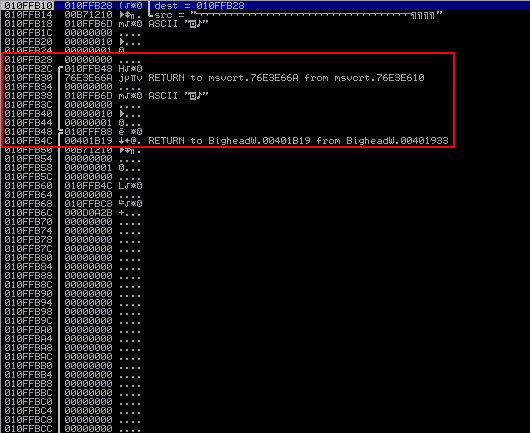 010FFB10 010FFB28 (♪*0 dest = 010FFB28
010FFB14 00B71210 src =
010FFB18 010FFB6D m♪*0 ASCII
010FFB1C 00000000 ....
010FFB20 00000010 ►...
010FFB24 00000001 0...
010FFB28 00000000 ....
010FFB2C 010FFB48 H♪*0
010FFB30 76E3E66A jµπv RETURN to msvcrt.76E3E66A from msvcrt.76E3E610
010FFB34 00000000 ....
010FFB38 010FFB6D m♪*0 ASCII
010FFB3C 00000000 ....
010FFB40 00000010 ►...
010FFB44 00000001 0...
010FFB48 010FFF88 ê *0
010FFB4C 00401B19 ↓←@. RETURN to BigheadW.00401B19 from BigheadW.00401933
010FFB50 00B71210
010FFB54 00000000 ....
010FFB58 00000001 0...
010FFB5C 00000000 ....
010FFB60 010FFB4C L♪*0
010FFB64 00000000 ....
010FFB68 010FFBC8 ╚♪*0
010FFB6C 000D0A2B
010FFB70 00000000 ....
010FFB74 00000000 ....
010FFB78 00000000 ....
010FFB7C 00000000 ....
010FFB80 00000000 ....
010FFB84 00000000 ....
010FFB88 00000000 ....
010FFB8C 00000000 ....
010FFB90 00000000 ....
010FFB94 00000000 ....
010FFB98 00000000 ....
010FFB9C 00000000 ....
010FFBA0 00000000 ....
010FFBA4 00000000 ....
010FFBA8 00000000 ....
010FFBAC 00000000 ....
010FFBB0 00000000 ....
010FFBB4 00000000 ....
010FFBB8 00000000 ....
010FFBBC 00000000 ....
010FFBC0 00000000 ....
010FFBC4 00000000 ....
010FFBC8 00000000 ....
010FFBCC 00000000 ....